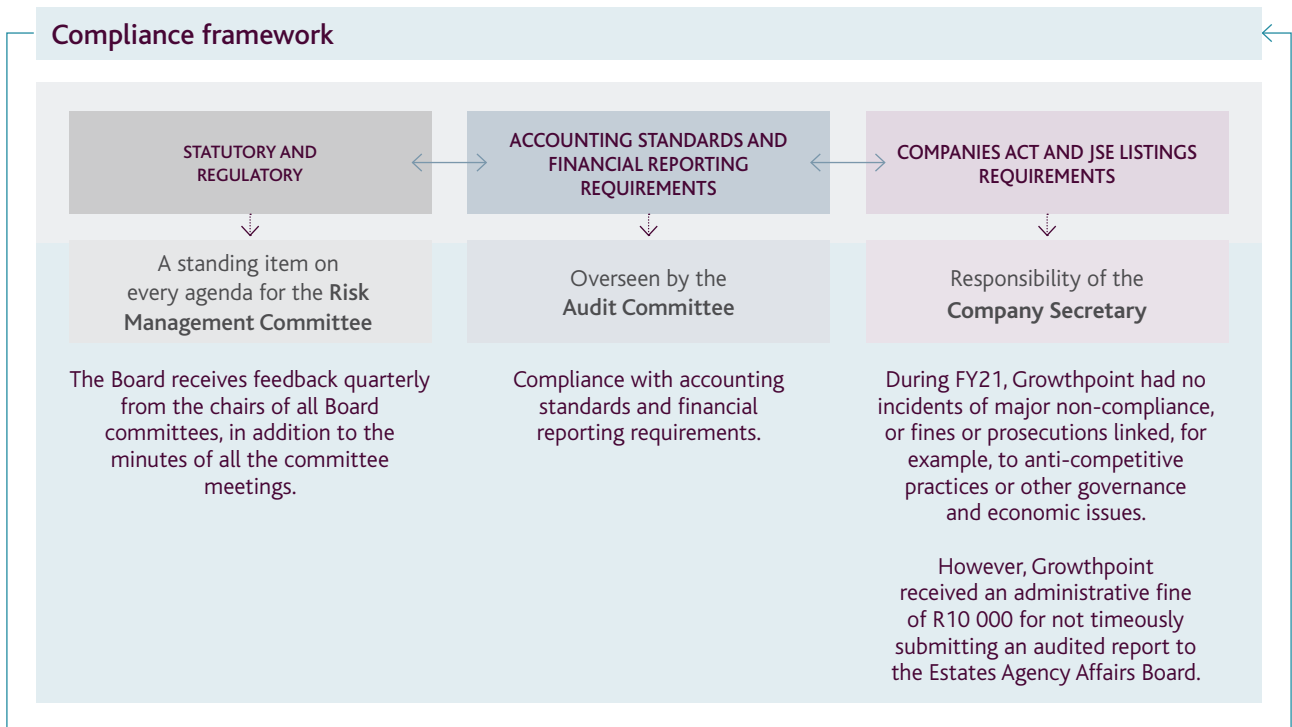 Compliance framework
STATUTORY AND
REGULATORY
A standing item on
every agenda for the Risk
Management Committee
The Board receives feedback quarterly
from the chairs of all Board
committees, in addition to the
minutes of all the committee
meetings.
ACCOUNTING STANDARDS AND
FINANCIAL REPORTING
REQUIREMENTS
Overseen by the
Audit Committee
Compliance with accounting
standards and financial
reporting requirements.
COMPANIES ACT AND JSE LISTINGS
REQUIREMENTS
Responsibility of the
Company Secretary
During FY21, Growthpoint had no
incidents of major non-compliance,
or fines or prosecutions linked, for
example, to anti-competitive
practices or other governance
and economic issues.
However, Growthpoint
received an administrative fine
of R10 000 for not timeously
submitting an audited report to
the Estates Agency Affairs Board.